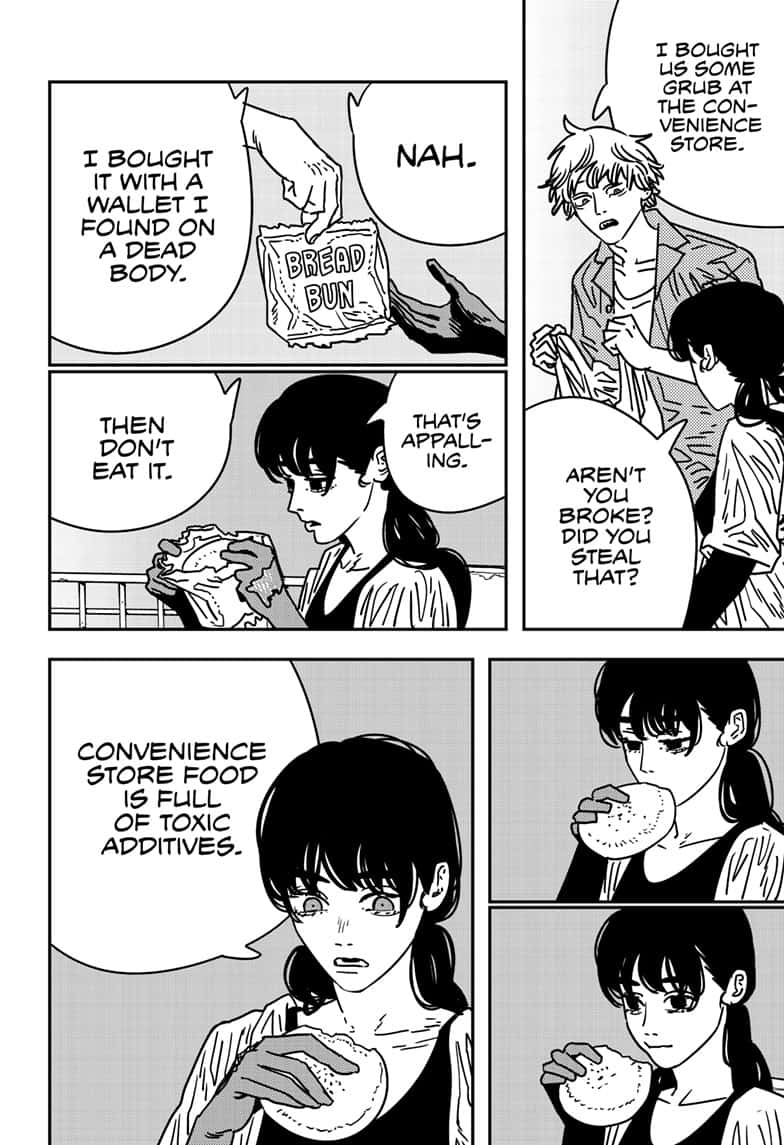 I BOUGHT
US SOME
GRUB AT
THE CON-
VENIENCE
STORE.
AREN'T
YOU
BROKE?
DID YOU
STEAL
THAT?
NAH.
I BOUGHT
IT WITH A
WALLET I
FOUND ON
A DEAD
BODY.
BREAD
BUN
THAT'S
APPALL-
ING.
THEN
DON'T
EAT IT.
CONVENIENCE
STORE FOOD
IS FULL
OF TOXIC
ADDITIVES.